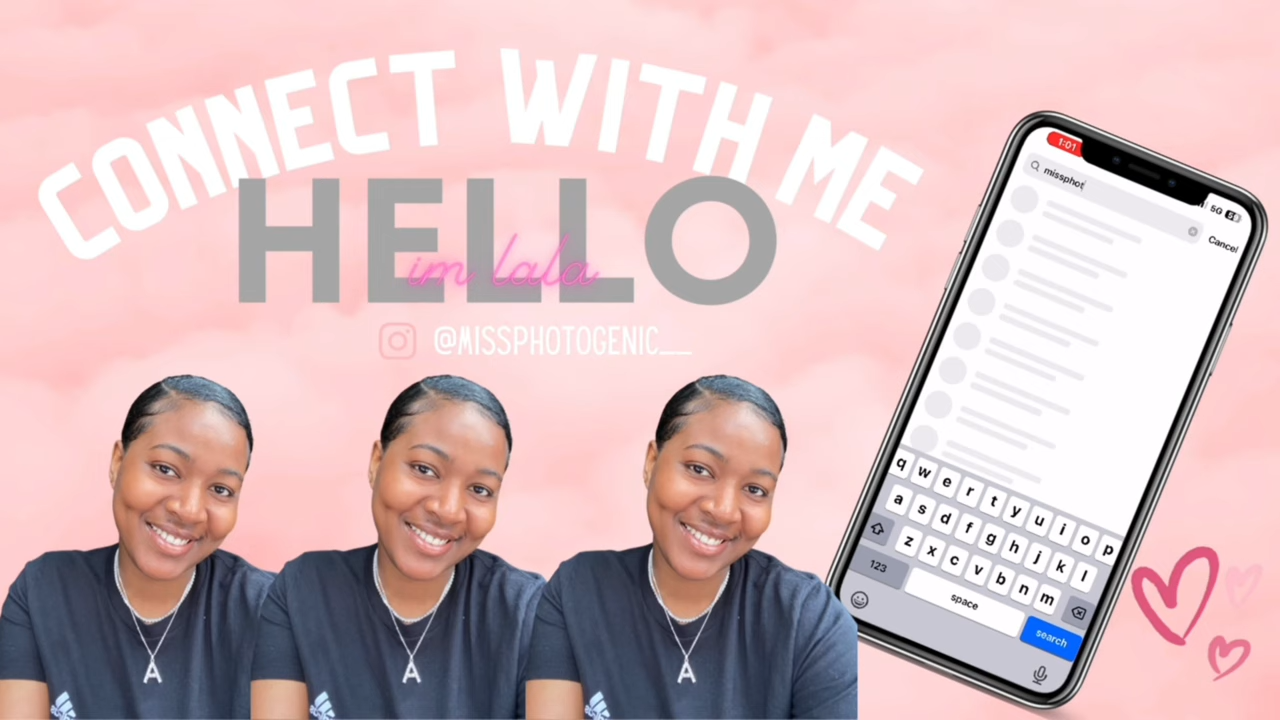 CONNECT WITH ME
HELLO
im lala
@MISSPHOTOGENIC__
1:01
5G
missphot
Cancel
q w e r t y u i o p
a s d f g h j k l
z x c v b n m
123
space
search
A
A
A